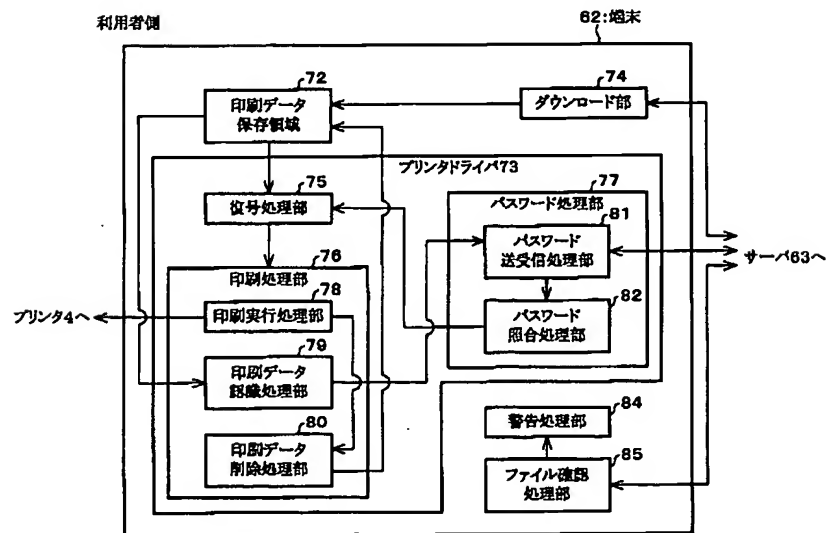 利用者側
62:端末
72
印刷データ
保存領域
74
ダウンロード部
プリンタドライバ73
75
復号処理部
77
パスワード処理部
81
パスワード
送受信処理部
サーバ63へ
76
印刷処理部
78
印刷実行処理部
プリンタ4へ
82
パスワード
照合処理部
79
印刷データ
認識処理部
80
印刷データ
削除処理部
84
警告処理部
85
ファイル確認
処理部